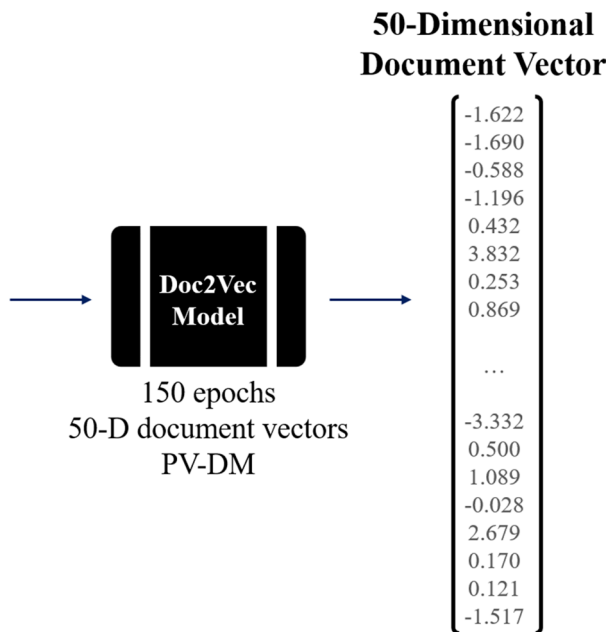 50-Dimensional
Document Vector
-1.622
-1.690
-0.588
-1.196
0.432
3.832
0.253
0.869
...
-3.332
0.500
1.089
-0.028
2.679
0.170
0.121
-1.517
Doc2Vec
Model
150 epochs
50-D document vectors
PV-DM